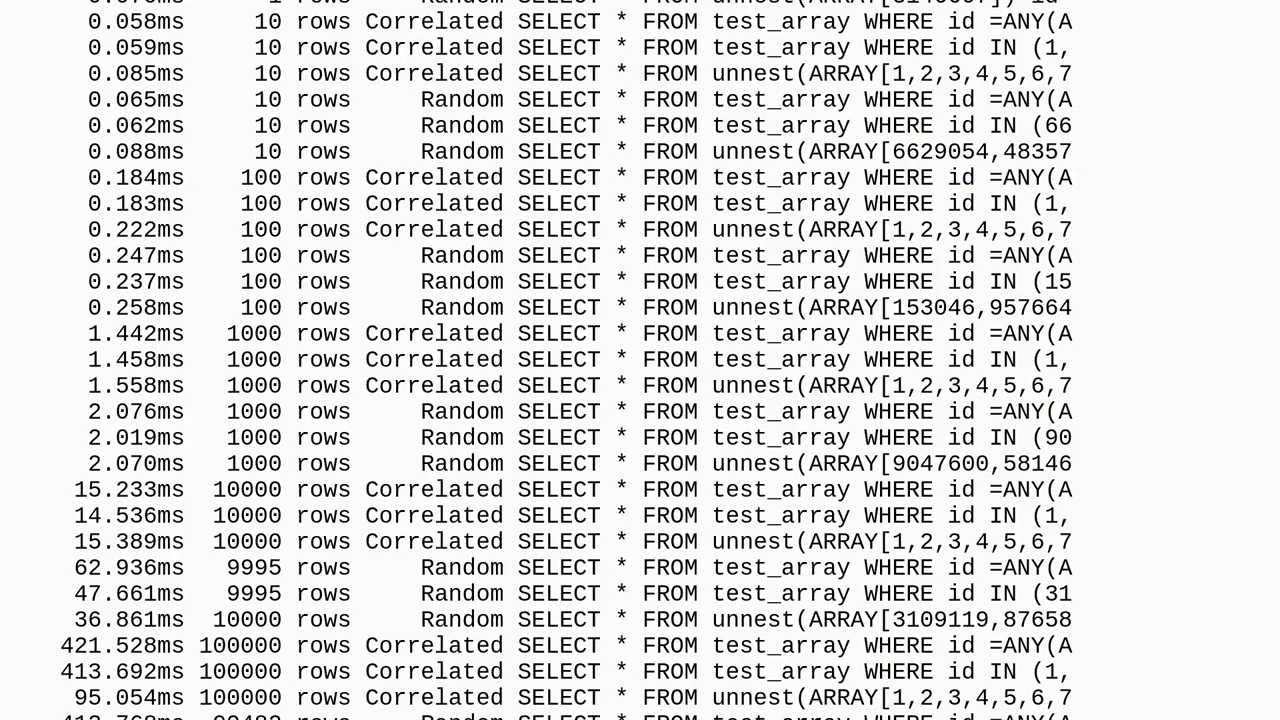 0.058ms 10 rows Correlated SELECT * FROM test_array WHERE id =ANY(A
0.059ms 10 rows Correlated SELECT * FROM test_array WHERE id IN (1,
0.085ms 10 rows Correlated SELECT * FROM unnest(ARRAY[1,2,3,4,5,6,7
0.065ms 10 rows Random SELECT * FROM test_array WHERE id =ANY(A
0.062ms 10 rows Random SELECT * FROM test_array WHERE id IN (66
0.088ms 10 rows Random SELECT * FROM unnest(ARRAY[6629054,48357
0.184ms 100 rows Correlated SELECT * FROM test_array WHERE id =ANY(A
0.183ms 100 rows Correlated SELECT * FROM test_array WHERE id IN (1,
0.222ms 100 rows Correlated SELECT * FROM unnest(ARRAY[1,2,3,4,5,6,7
0.247ms 100 rows Random SELECT * FROM test_array WHERE id =ANY(A
0.237ms 100 rows Random SELECT * FROM test_array WHERE id IN (15
0.258ms 100 rows Random SELECT * FROM unnest(ARRAY[153046,957664
1.442ms 1000 rows Correlated SELECT * FROM test_array WHERE id =ANY(A
1.458ms 1000 rows Correlated SELECT * FROM test_array WHERE id IN (1,
1.558ms 1000 rows Correlated SELECT * FROM unnest(ARRAY[1,2,3,4,5,6,7
2.076ms 1000 rows Random SELECT * FROM test_array WHERE id =ANY(A
2.019ms 1000 rows Random SELECT * FROM test_array WHERE id IN (90
2.070ms 1000 rows Random SELECT * FROM unnest(ARRAY[9047600,58146
15.233ms 10000 rows Correlated SELECT * FROM test_array WHERE id =ANY(A
14.536ms 10000 rows Correlated SELECT * FROM test_array WHERE id IN (1,
15.389ms 10000 rows Correlated SELECT * FROM unnest(ARRAY[1,2,3,4,5,6,7
62.936ms 9995 rows Random SELECT * FROM test_array WHERE id =ANY(A
47.661ms 9995 rows Random SELECT * FROM test_array WHERE id IN (31
36.861ms 10000 rows Random SELECT * FROM unnest(ARRAY[3109119,87658
421.528ms 100000 rows Correlated SELECT * FROM test_array WHERE id =ANY(A
413.692ms 100000 rows Correlated SELECT * FROM test_array WHERE id IN (1,
95.054ms 100000 rows Correlated SELECT * FROM unnest(ARRAY[1,2,3,4,5,6,7